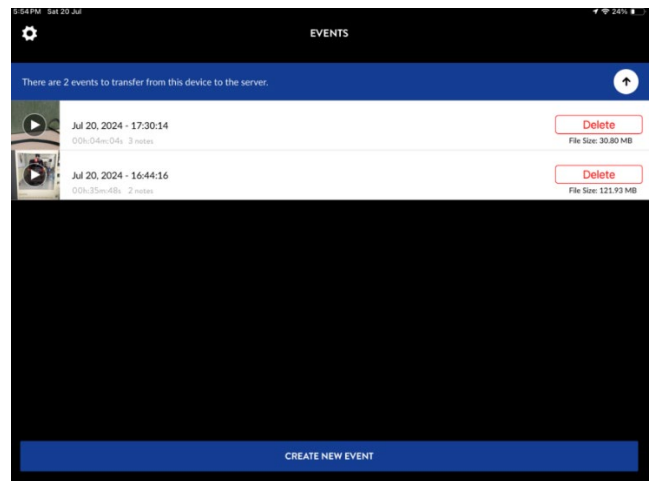 5:54 PM Sat 20 Jul
24%
EVENTS
There are 2 events to transfer from this device to the server.
Jul 20, 2024 - 17:30:14
Delete
00h:04m:04s 3 notes
File Size: 30.80 MB
Jul 20, 2024 - 16:44:16
Delete
00h:35m:48s 2 notes
File Size: 121.93 MB
CREATE NEW EVENT